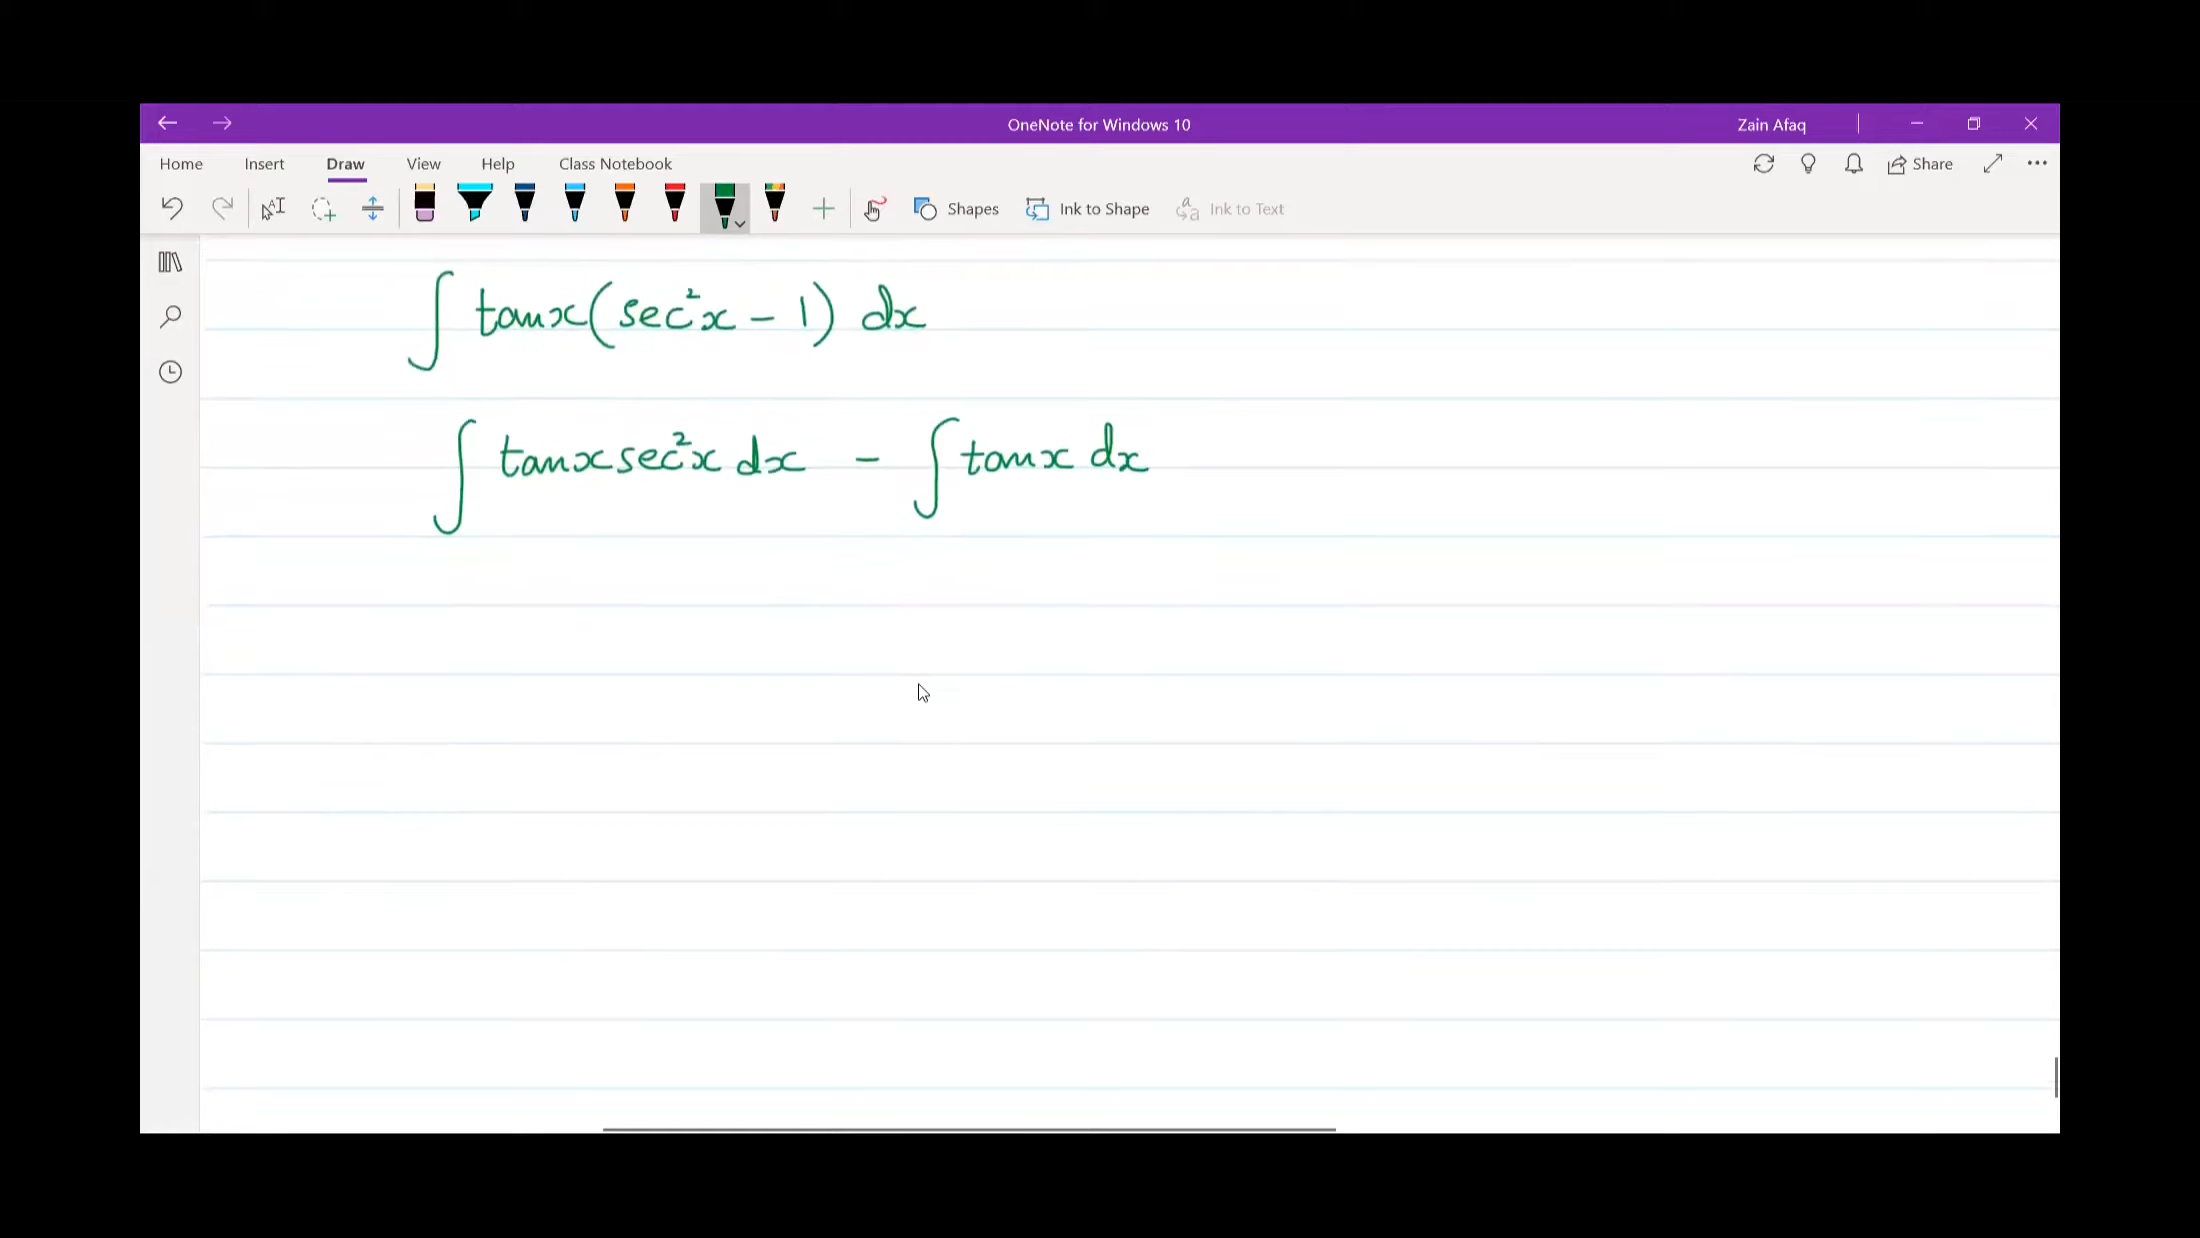 OneNote for Windows 10 Zain Afaq
Home Insert Draw View Help Class Notebook Share
Shapes Ink to Shape Ink to Text
∫ tanx(sec²x − 1) dx
∫ tanx sec²x dx − ∫ tanx dx